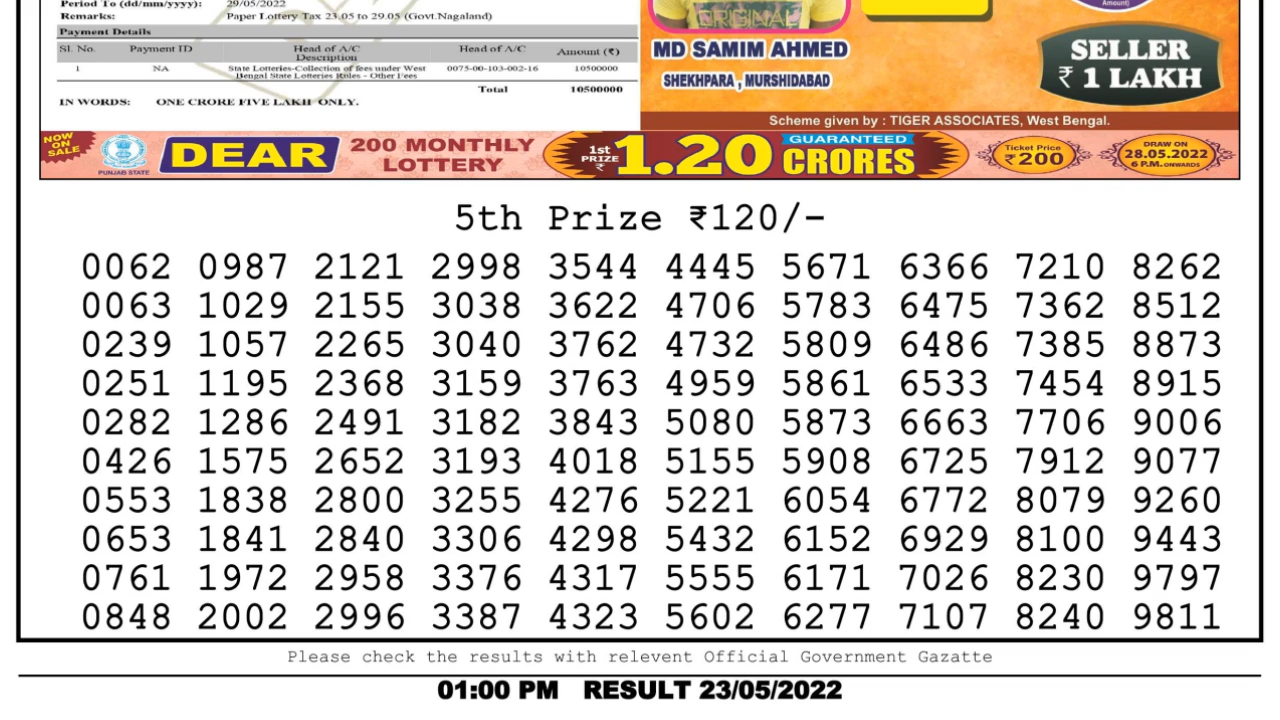 Period To (dd/mm/yyyy): 29/05/2022
Remarks: Paper Lottery Tax 23.05 to 29.05 (Govt.Nagaland)
Payment Details
Sl. No. Payment ID Head of A/C Description Head of A/C Amount (₹)
1 NA State Lotteries-Collection of fees under West Bengal State Lotteries Rules - Other Fees 0075-00-103-002-16 10500000
Total 10500000
IN WORDS: ONE CRORE FIVE LAKH ONLY.
ORIGINAL
MD SAMIM AHMED
SHEKHPARA , MURSHIDABAD
Amount)
SELLER
₹ 1 LAKH
Scheme given by : TIGER ASSOCIATES, West Bengal.
NOW ON SALE
PUNJAB STATE
DEAR
200 MONTHLY
LOTTERY
1st PRIZE ₹ 1.20 GUARANTEED CRORES
Ticket Price
₹200
DRAW ON
28.05.2022
6 P.M. ONWARDS
5th Prize ₹120/-
0062 0987 2121 2998 3544 4445 5671 6366 7210 8262
0063 1029 2155 3038 3622 4706 5783 6475 7362 8512
0239 1057 2265 3040 3762 4732 5809 6486 7385 8873
0251 1195 2368 3159 3763 4959 5861 6533 7454 8915
0282 1286 2491 3182 3843 5080 5873 6663 7706 9006
0426 1575 2652 3193 4018 5155 5908 6725 7912 9077
0553 1838 2800 3255 4276 5221 6054 6772 8079 9260
0653 1841 2840 3306 4298 5432 6152 6929 8100 9443
0761 1972 2958 3376 4317 5555 6171 7026 8230 9797
0848 2002 2996 3387 4323 5602 6277 7107 8240 9811
Please check the results with relevent Official Government Gazatte
01:00 PM RESULT 23/05/2022